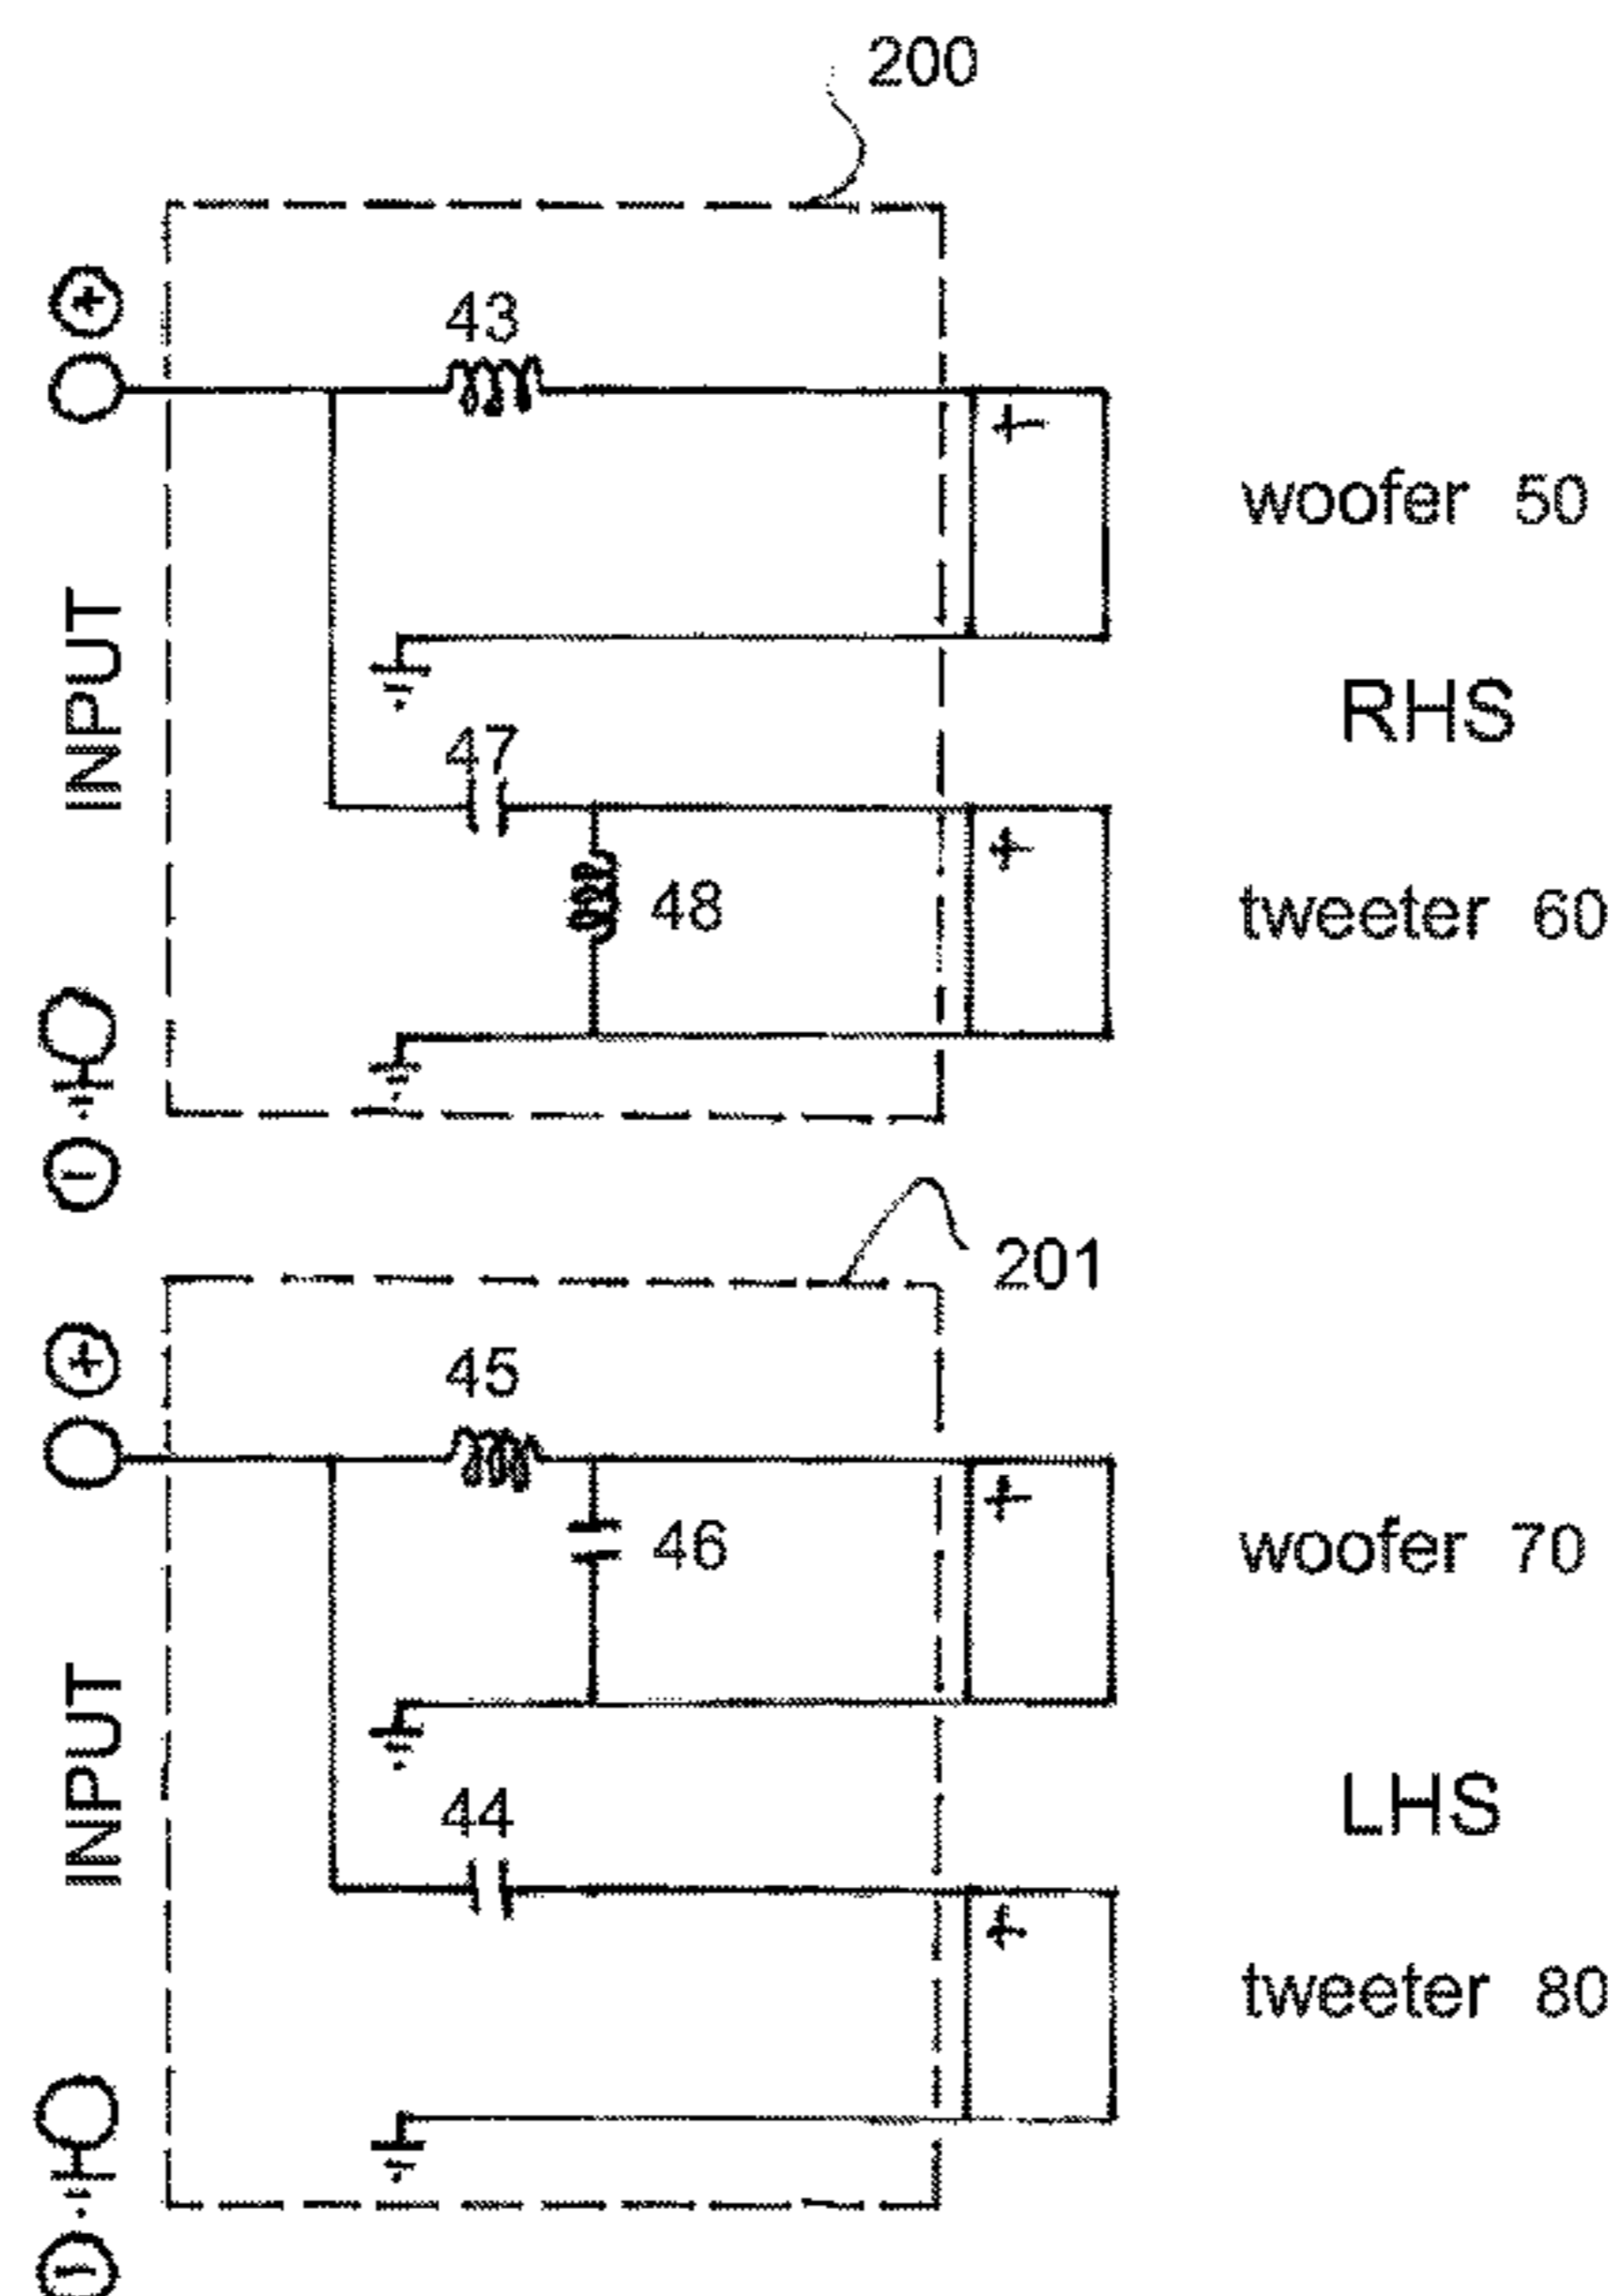 200
+
43
+
woofer 50
INPUT
RHS
47
+
48
tweeter 60
-
201
+
45
+
46
woofer 70
INPUT
LHS
44
+
tweeter 80
-